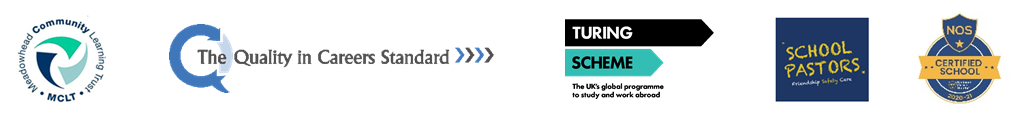 Meadowhead Community Learning Trust
• MCLT •
The Quality in Careers Standard
TURING
SCHEME
The UK's global programme
to study and work abroad
SCHOOL
PASTORS
Friendship Safety Care
NOS
CERTIFIED
SCHOOL
2020-21